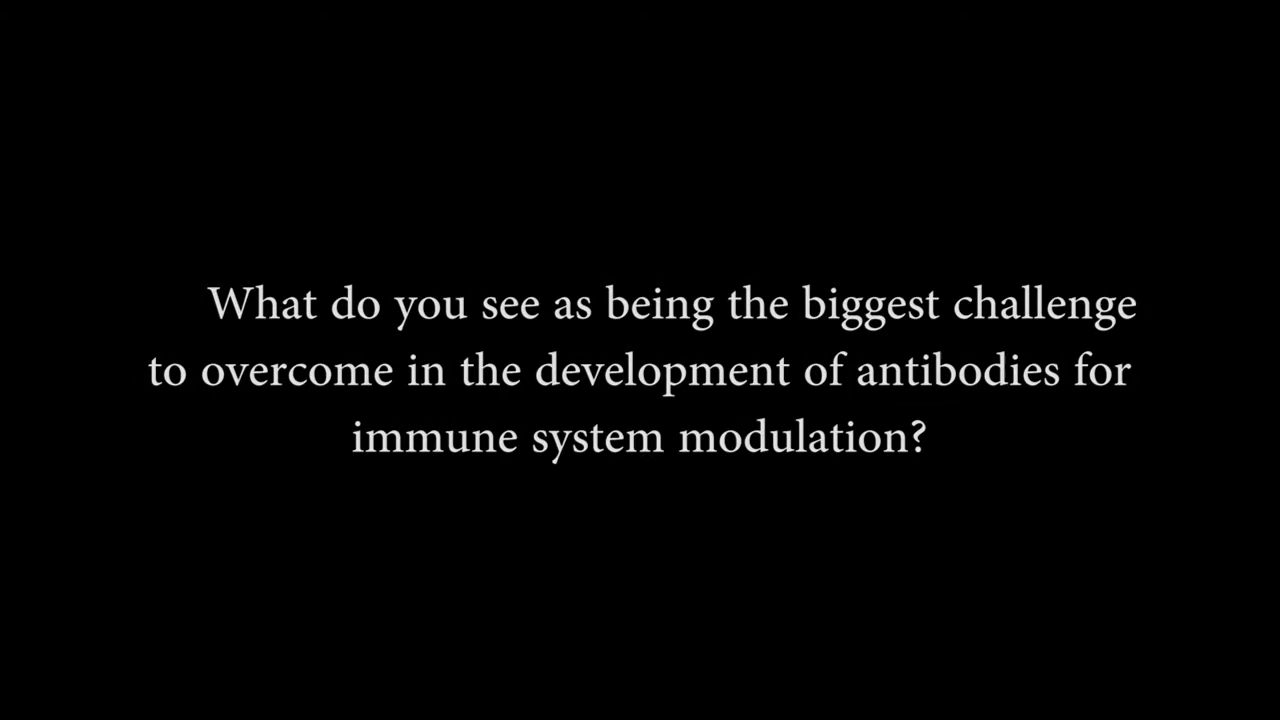 What do you see as being the biggest challenge
to overcome in the development of antibodies for
immune system modulation?